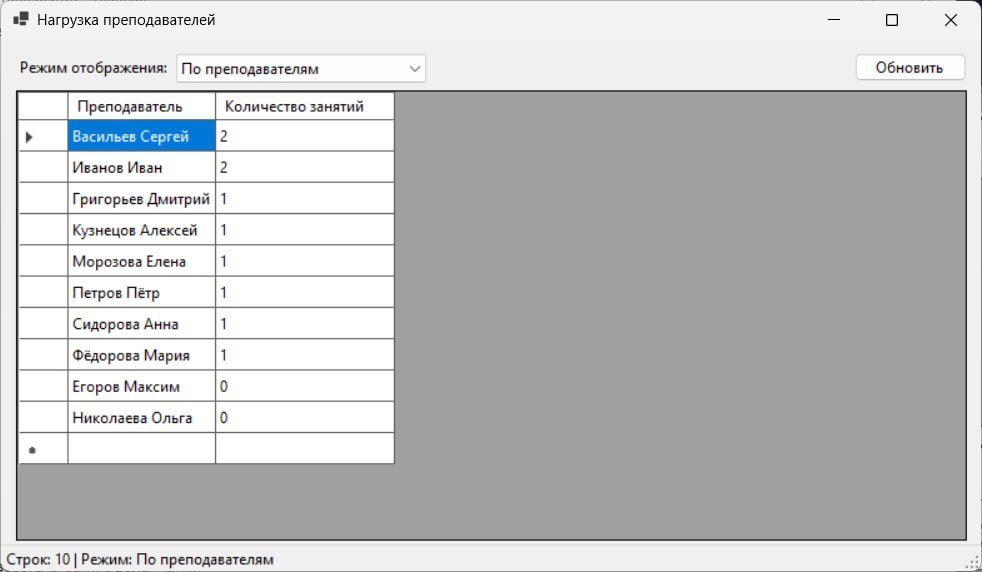 Нагрузка преподавателей
Режим отображения: По преподавателям Обновить
Преподаватель Количество занятий
Васильев Сергей 2
Иванов Иван 2
Григорьев Дмитрий 1
Кузнецов Алексей 1
Морозова Елена 1
Петров Пётр 1
Сидорова Анна 1
Фёдорова Мария 1
Егоров Максим 0
Николаева Ольга 0
Строк: 10 | Режим: По преподавателям